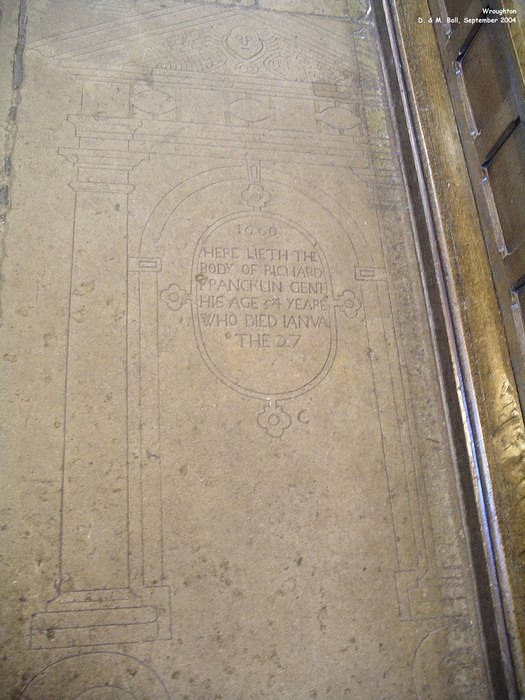 Wroughton
D. & M. Ball, September 2004
1660
HERE LIETH THE
BODY OF RICHARD
FRANCKLIN GENT
HIS AGE 54 YEARE
WHO DIED IANVA
THE 27